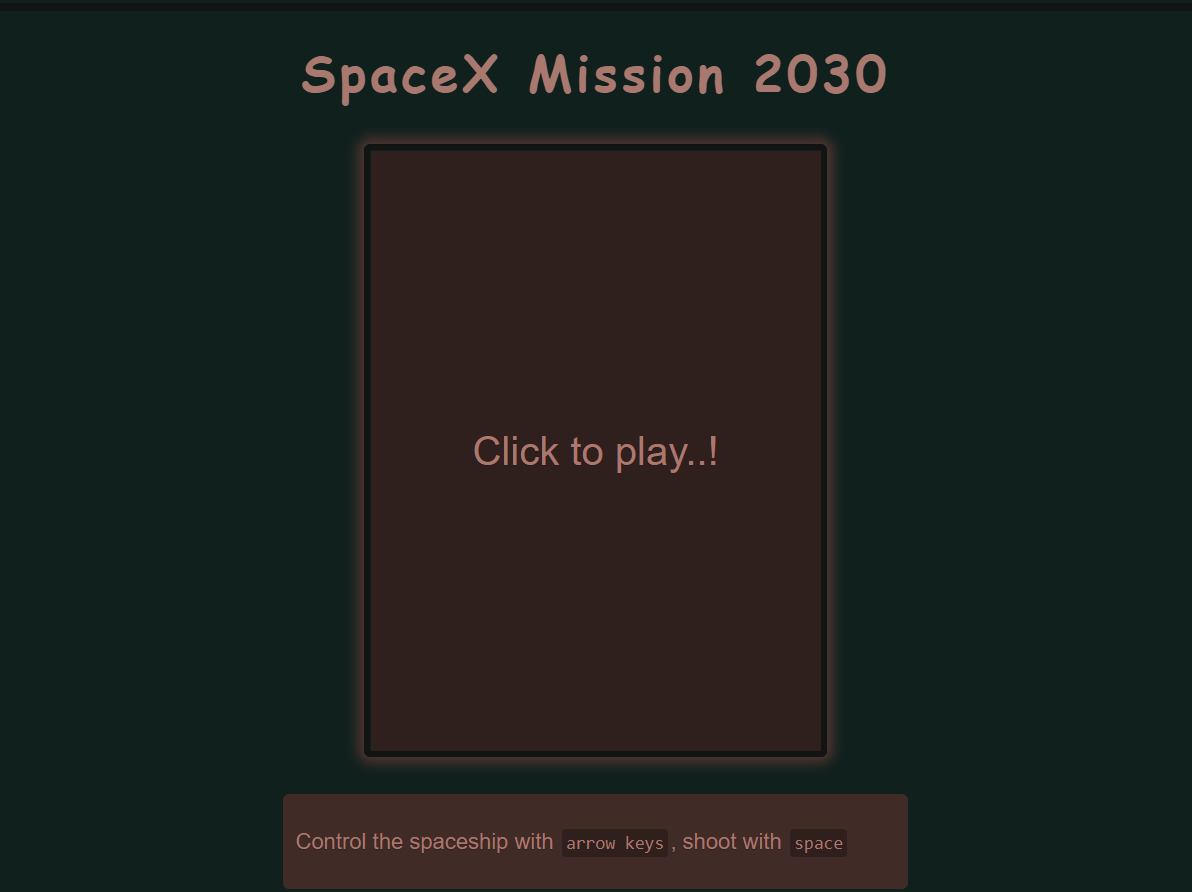 SpaceX Mission 2030
Click to play..!
Control the spaceship with arrow keys, shoot with space